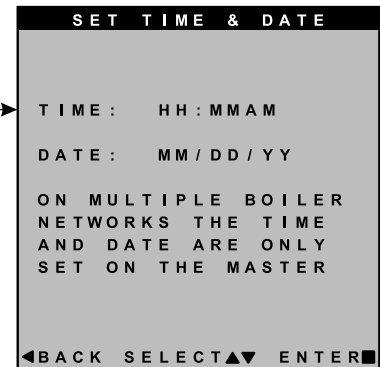 SET TIME & DATE
TIME: HH:MMAM
DATE: MM/DD/YY
ON MULTIPLE BOILER
NETWORKS THE TIME
AND DATE ARE ONLY
SET ON THE MASTER
◀BACK SELECT▲▼ ENTER■